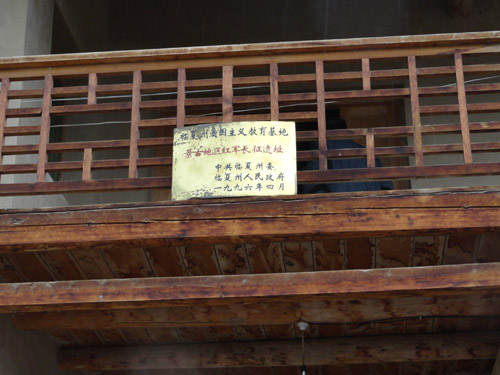 临夏州爱国主义教育基地
景古地区红军长征遗址
中共临夏州委
临夏州人民政府
一九九六年四月